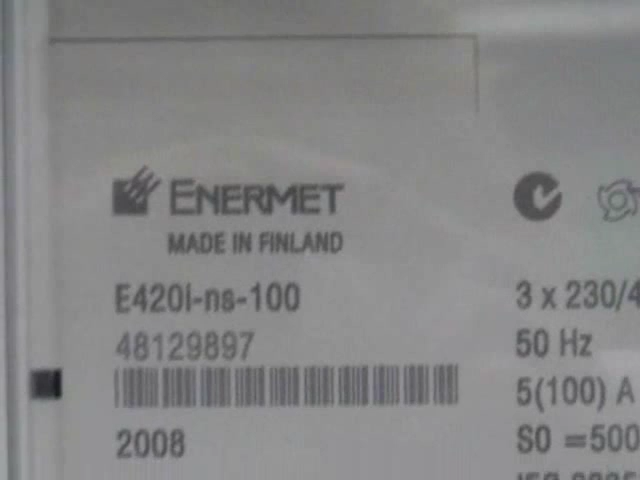 ENERMET
MADE IN FINLAND
E420i-ns-100
48129897
2008
3 x 230/4
50 Hz
5(100) A
S0 =500